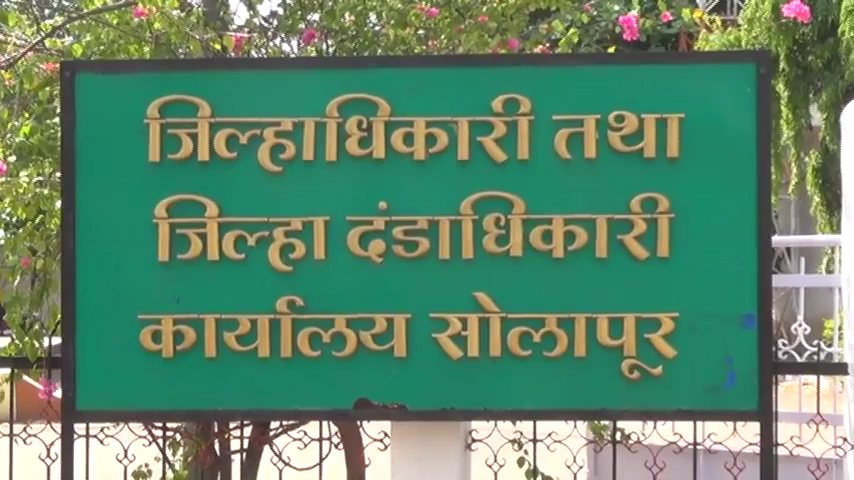 जिल्हाधिकारी तथा
जिल्हा दंडाधिकारी
कार्यालय सोलापूर